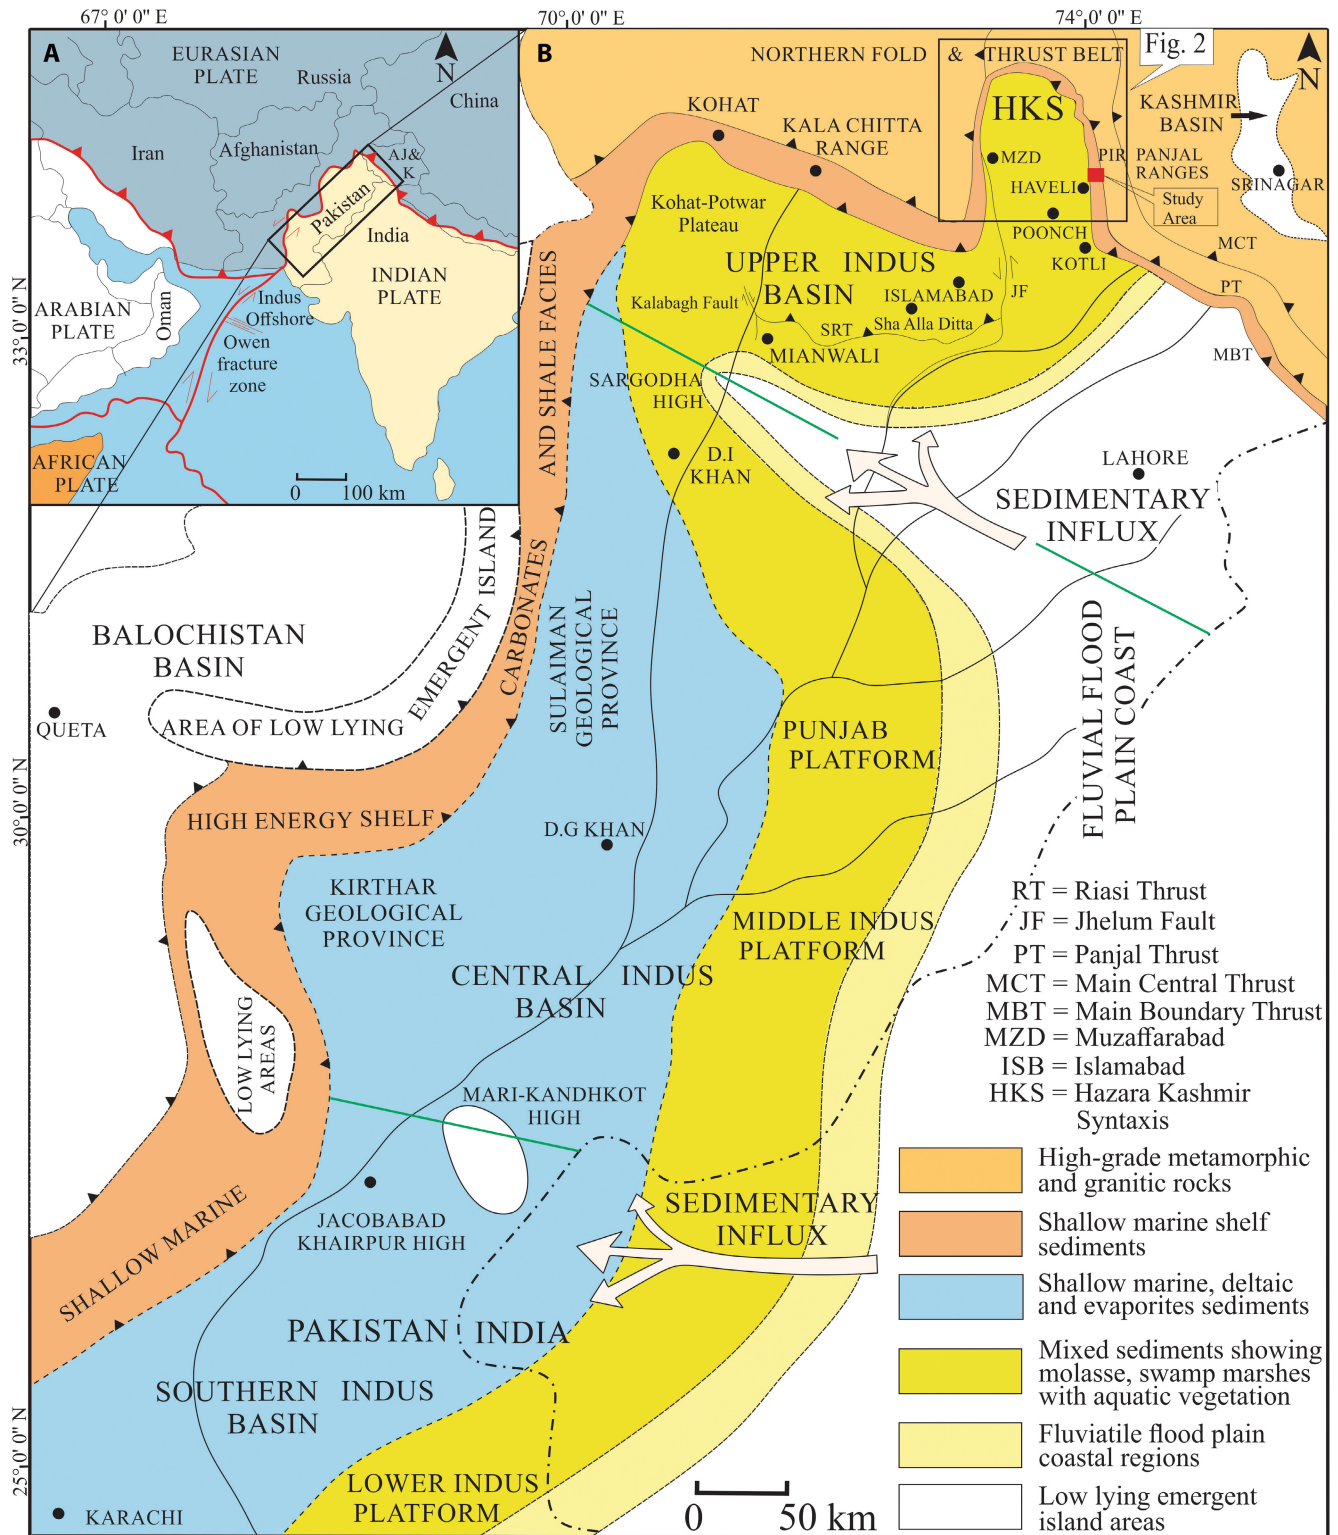 67° 0' 0" E
70° 0' 0" E
74° 0' 0" E
33° 0' 0" N
30° 0' 0" N
25° 0' 0" N
A
EURASIAN
PLATE
Russia
N
China
Iran
Afghanistan
AJ&
K
Pakistan
India
INDIAN
PLATE
ARABIAN
PLATE
Oman
Indus
Offshore
Owen
fracture
zone
AFRICAN
PLATE
0 100 km
B
NORTHERN FOLD & THRUST BELT
Fig. 2
N
KOHAT
HKS
KASHMIR
BASIN
KALA CHITTA
RANGE
MZD
PIR PANJAL
RANGES
HAVELI
SRINAGAR
Study
Area
Kohat-Potwar
Plateau
POONCH
MCT
KOTLI
UPPER INDUS
BASIN
JF
PT
ISLAMABAD
Kalabagh Fault
SRT
Sha Alla Ditta
MIANWALI
MBT
SARGODHA
HIGH
D.I
KHAN
LAHORE
SEDIMENTARY
INFLUX
AND SHALE FACIES
CARBONATES
EMERGENT ISLAND
AREA OF LOW LYING
BALOCHISTAN
BASIN
QUETA
SULAIMAN
GEOLOGICAL
PROVINCE
FLUVIAL FLOOD
PLAIN COAST
PUNJAB
PLATFORM
HIGH ENERGY SHELF
D.G KHAN
KIRTHAR
GEOLOGICAL
PROVINCE
MIDDLE INDUS
PLATFORM
CENTRAL INDUS
BASIN
LOW LYING
AREAS
MARI-KANDHKOT
HIGH
SHALLOW MARINE
JACOBABAD
KHAIRPUR HIGH
SEDIMENTARY
INFLUX
PAKISTAN INDIA
SOUTHERN INDUS
BASIN
LOWER INDUS
PLATFORM
KARACHI
0 50 km
RT = Riasi Thrust
JF = Jhelum Fault
PT = Panjal Thrust
MCT = Main Central Thrust
MBT = Main Boundary Thrust
MZD = Muzaffarabad
ISB = Islamabad
HKS = Hazara Kashmir
Syntaxis
High-grade metamorphic
and granitic rocks
Shallow marine shelf
sediments
Shallow marine, deltaic
and evaporites sediments
Mixed sediments showing
molasse, swamp marshes
with aquatic vegetation
Fluviatile flood plain
coastal regions
Low lying emergent
island areas